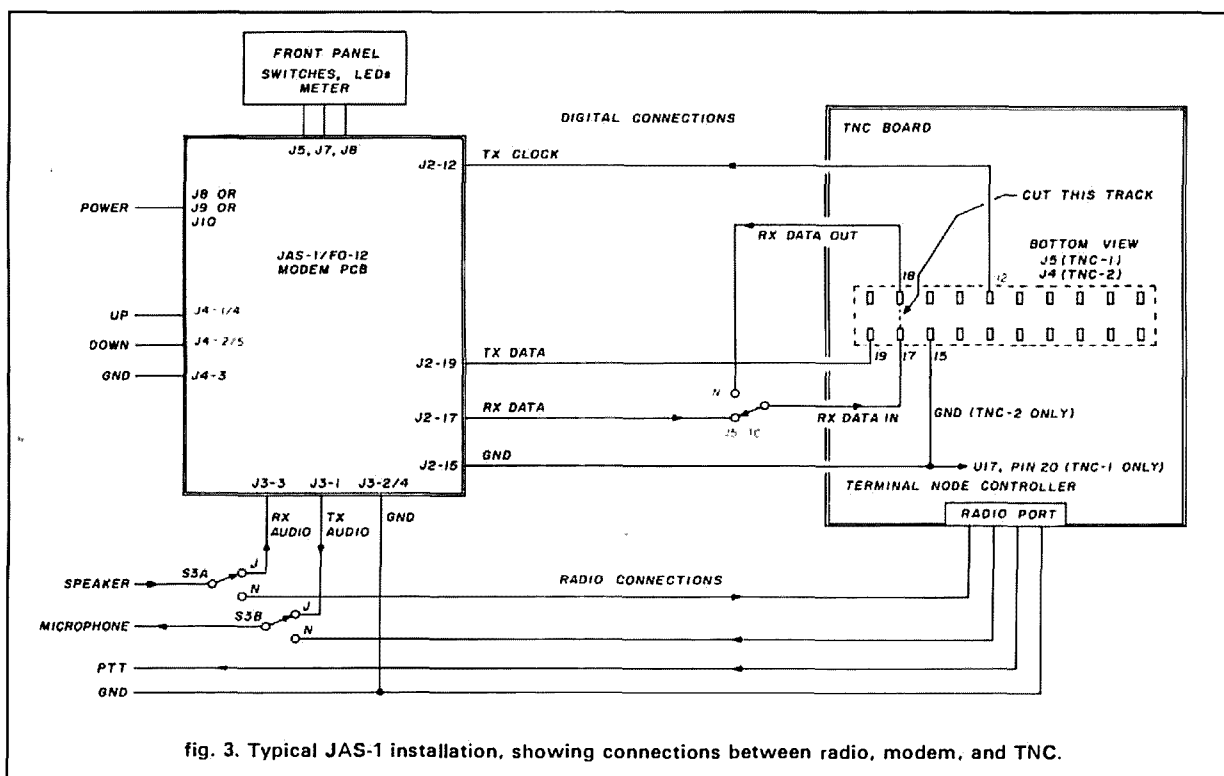 FRONT PANEL
SWITCHES, LEDs
METER
DIGITAL CONNECTIONS
TNC BOARD
J5, J7, J8
J2-12
TX CLOCK
CUT THIS TRACK
POWER
J8 OR
J9 OR
J10
RX DATA OUT
BOTTOM VIEW
J5 (TNC-1)
J4 (TNC-2)
JAS-1/FO-12
MODEM PCB
18
12
UP
J4-1/4
DOWN
J4-2/5
GND
J4-3
J2-19
TX DATA
19
17
15
N
J2-17
RX DATA
RX DATA IN
GND (TNC-2 ONLY)
J2-15
GND
U17, PIN 20 (TNC-1 ONLY)
TERMINAL NODE CONTROLLER
J3-3
J3-1
J3-2/4
RX
AUDIO
TX
AUDIO
GND
RADIO PORT
SPEAKER
S3A
J
N
RADIO CONNECTIONS
MICROPHONE
S3B
J
N
PTT
GND
fig. 3. Typical JAS-1 installation, showing connections between radio, modem, and TNC.